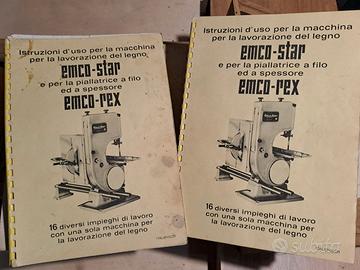 Istruzioni d'uso per la macchina
per la lavorazione del legno
emco-star
e per la piallatrice a filo
ed a spessore
emco-rex
16 diversi impieghi di lavoro
con una sola macchina per
la lavorazione del legno
Istruzioni d'uso per la macchina
per la lavorazione del legno
emco-star
e per la piallatrice a filo
ed a spessore
emco-rex
16 diversi impieghi di lavoro
con una sola macchina per
la lavorazione del legno
subito